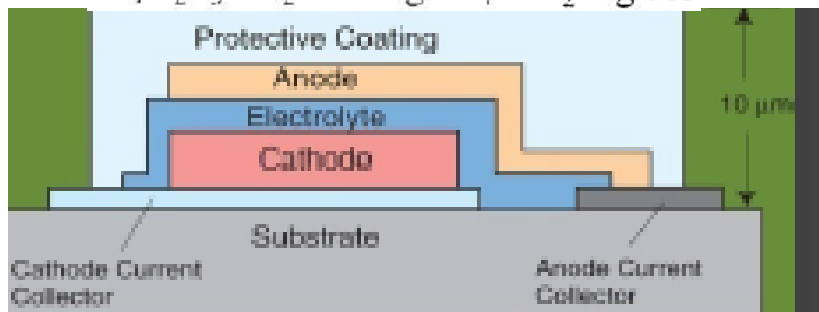 Protective Coating
Anode
Electrolyte
Cathode
10 µm
Substrate
Cathode Current
Collector
Anode Current
Collector